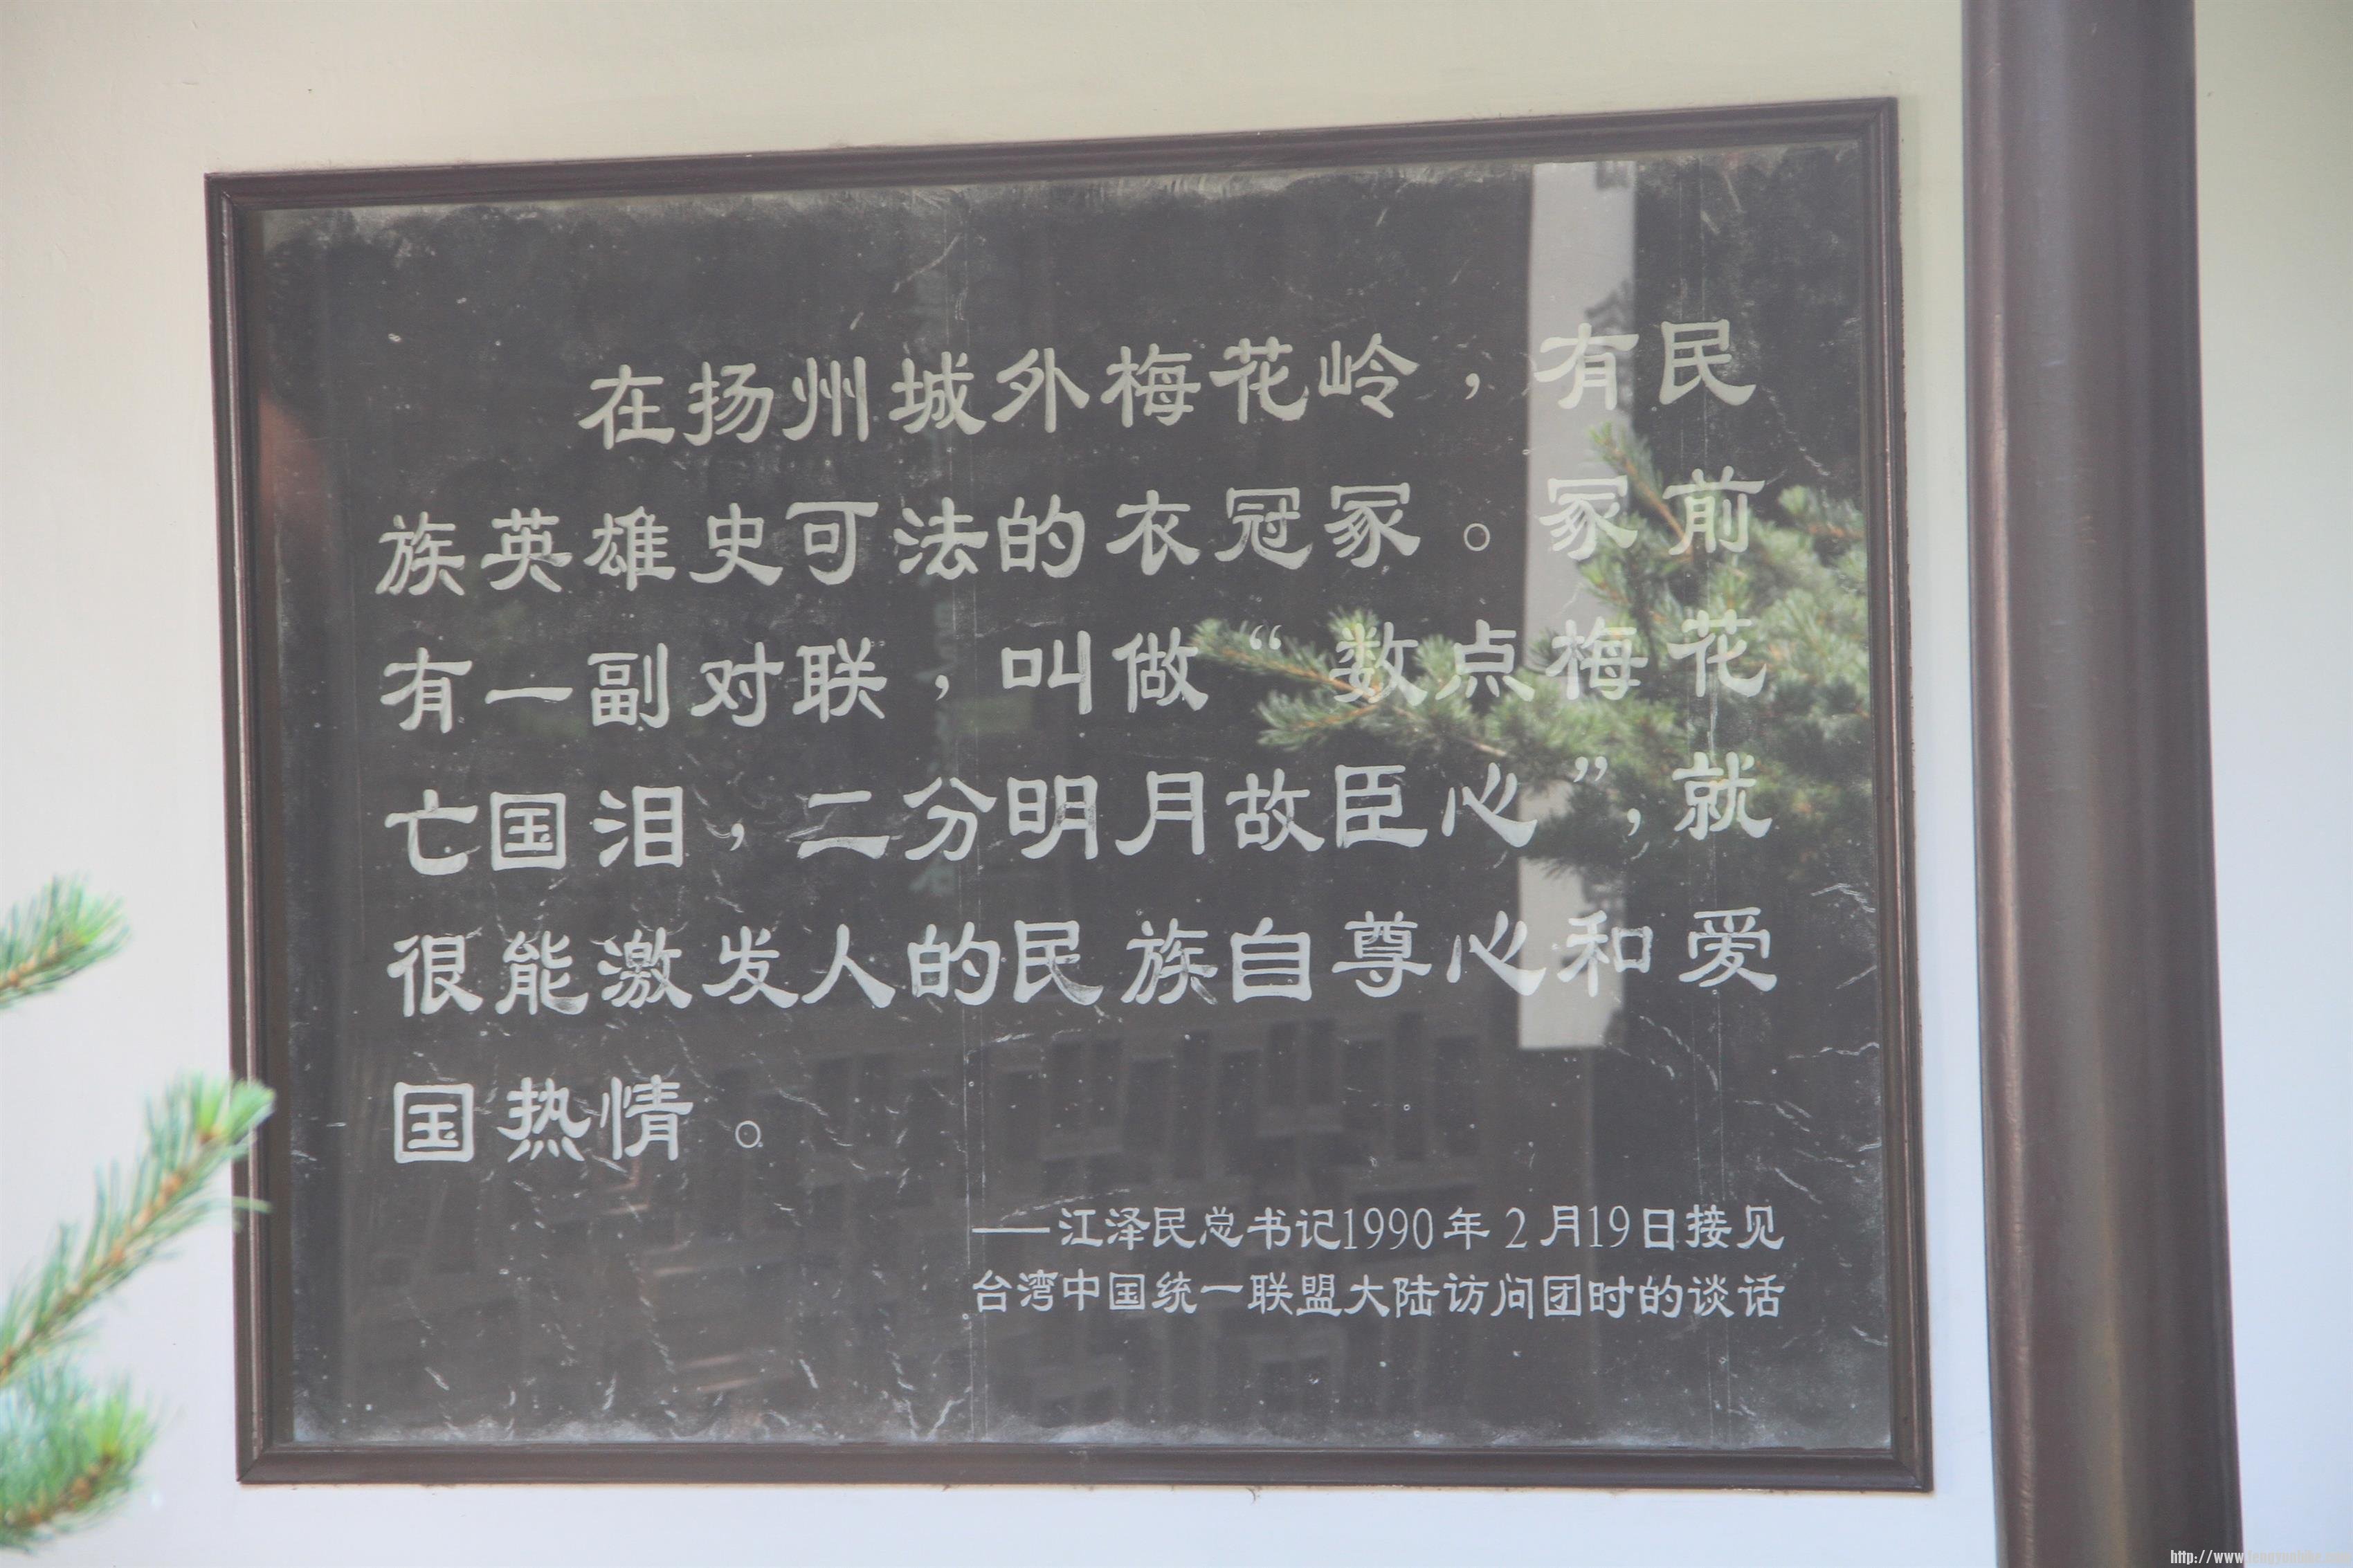 在扬州城外梅花岭，有民
族英雄史可法的衣冠冢。冢前
有一副对联，叫做“数点梅花
亡国泪，二分明月故臣心”，就
很能激发人的民族自尊心和爱
国热情。
——江泽民总书记1990年2月19日接见
台湾中国统一联盟大陆访问团时的谈话
http://www